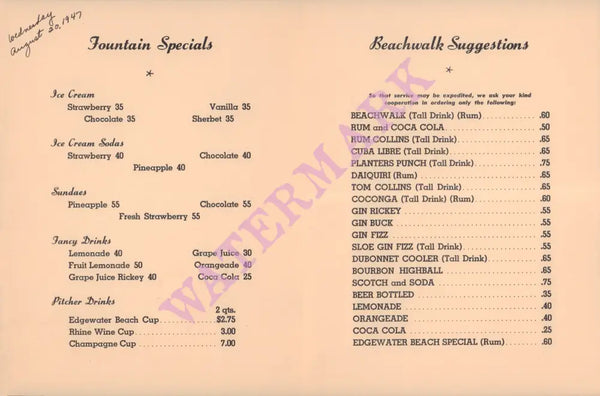 Wednesday
August 20, 1947
Fountain Specials
*
Ice Cream
Strawberry 35 Vanilla 35
Chocolate 35 Sherbet 35
Ice Cream Sodas
Strawberry 40 Chocolate 40
Pineapple 40
Sundaes
Pineapple 55 Chocolate 55
Fresh Strawberry 55
Fancy Drinks
Lemonade 40 Grape Juice 30
Fruit Lemonade 50 Orangeade 40
Grape Juice Rickey 40 Coca Cola 25
Pitcher Drinks
2 qts.
Edgewater Beach Cup $2.75
Rhine Wine Cup 3.00
Champagne Cup 7.00
Beachwalk Suggestions
*
So that service may be expedited, we ask your kind
cooperation in ordering only the following:
BEACHWALK (Tall Drink) (Rum) .60
RUM and COCA COLA .50
RUM COLLINS (Tall Drink) .65
CUBA LIBRE (Tall Drink) .65
PLANTERS PUNCH (Tall Drink) .75
DAIQUIRI (Rum) .65
TOM COLLINS (Tall Drink) .65
COCONGA (Tall Drink) (Rum) .60
GIN RICKEY .55
GIN BUCK .55
GIN FIZZ .55
SLOE GIN FIZZ (Tall Drink) .65
DUBONNET COOLER (Tall Drink) .65
BOURBON HIGHBALL .65
SCOTCH and SODA .75
BEER BOTTLED .35
LEMONADE .40
ORANGEADE .40
COCA COLA .25
EDGEWATER BEACH SPECIAL (Rum) .60
WATERMARK